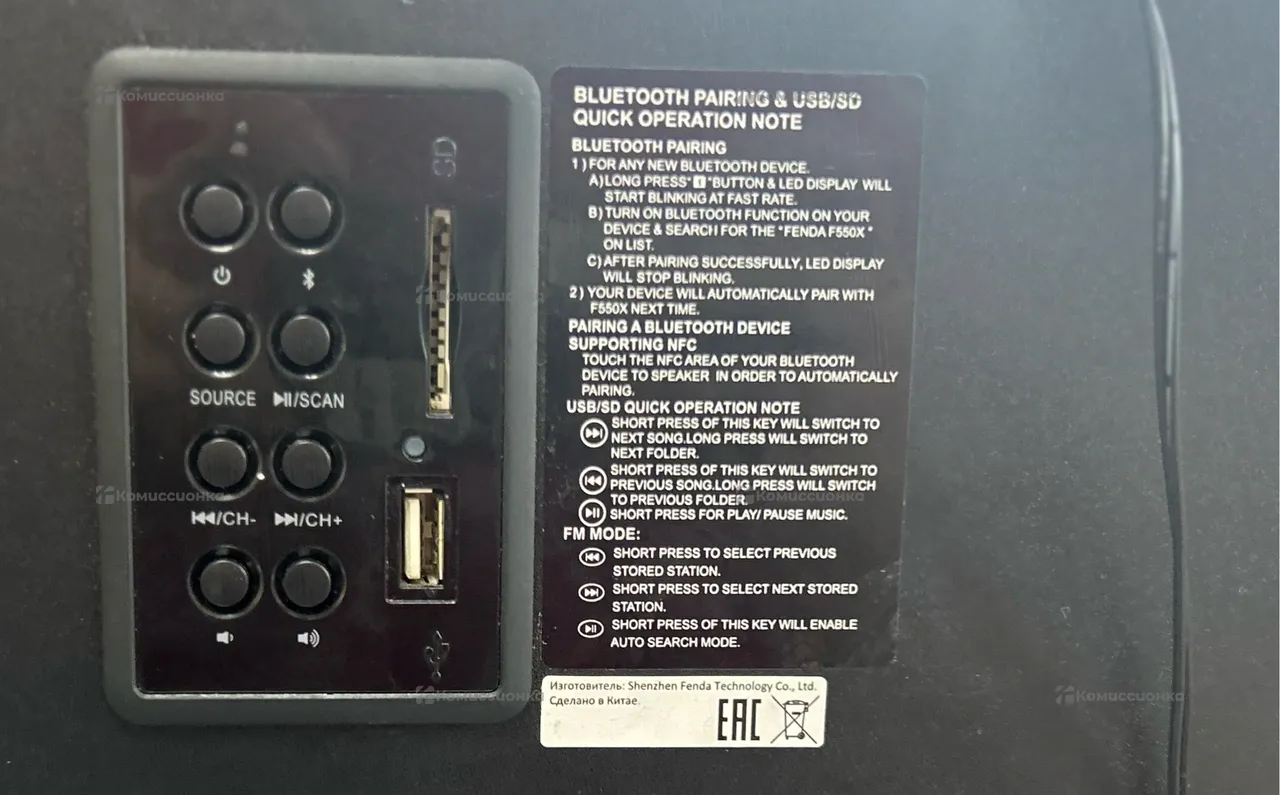 SD
SOURCE
/SCAN
/CH-
/CH+
BLUETOOTH PAIRING & USB/SD
QUICK OPERATION NOTE
BLUETOOTH PAIRING
1) FOR ANY NEW BLUETOOTH DEVICE.
A)LONG PRESS" "BUTTON & LED DISPLAY WILL
START BLINKING AT FAST RATE.
B) TURN ON BLUETOOTH FUNCTION ON YOUR
DEVICE & SEARCH FOR THE "FENDA F550X "
ON LIST.
C) AFTER PAIRING SUCCESSFULLY, LED DISPLAY
WILL STOP BLINKING.
2) YOUR DEVICE WILL AUTOMATICALLY PAIR WITH
F550X NEXT TIME.
PAIRING A BLUETOOTH DEVICE
SUPPORTING NFC
TOUCH THE NFC AREA OF YOUR BLUETOOTH
DEVICE TO SPEAKER IN ORDER TO AUTOMATICALLY
PAIRING.
USB/SD QUICK OPERATION NOTE
SHORT PRESS OF THIS KEY WILL SWITCH TO
NEXT SONG.LONG PRESS WILL SWITCH TO
NEXT FOLDER.
SHORT PRESS OF THIS KEY WILL SWITCH TO
PREVIOUS SONG.LONG PRESS WILL SWITCH
TO PREVIOUS FOLDER.
SHORT PRESS FOR PLAY/ PAUSE MUSIC.
FM MODE:
SHORT PRESS TO SELECT PREVIOUS
STORED STATION.
SHORT PRESS TO SELECT NEXT STORED
STATION.
SHORT PRESS OF THIS KEY WILL ENABLE
AUTO SEARCH MODE.
Изготовитель: Shenzhen Fenda Technology Co., Ltd.
Сделано в Китае.
EAC
Комиссионка
Комиссионка
Комиссионка
Комиссионка
Комиссионка
Комиссионка